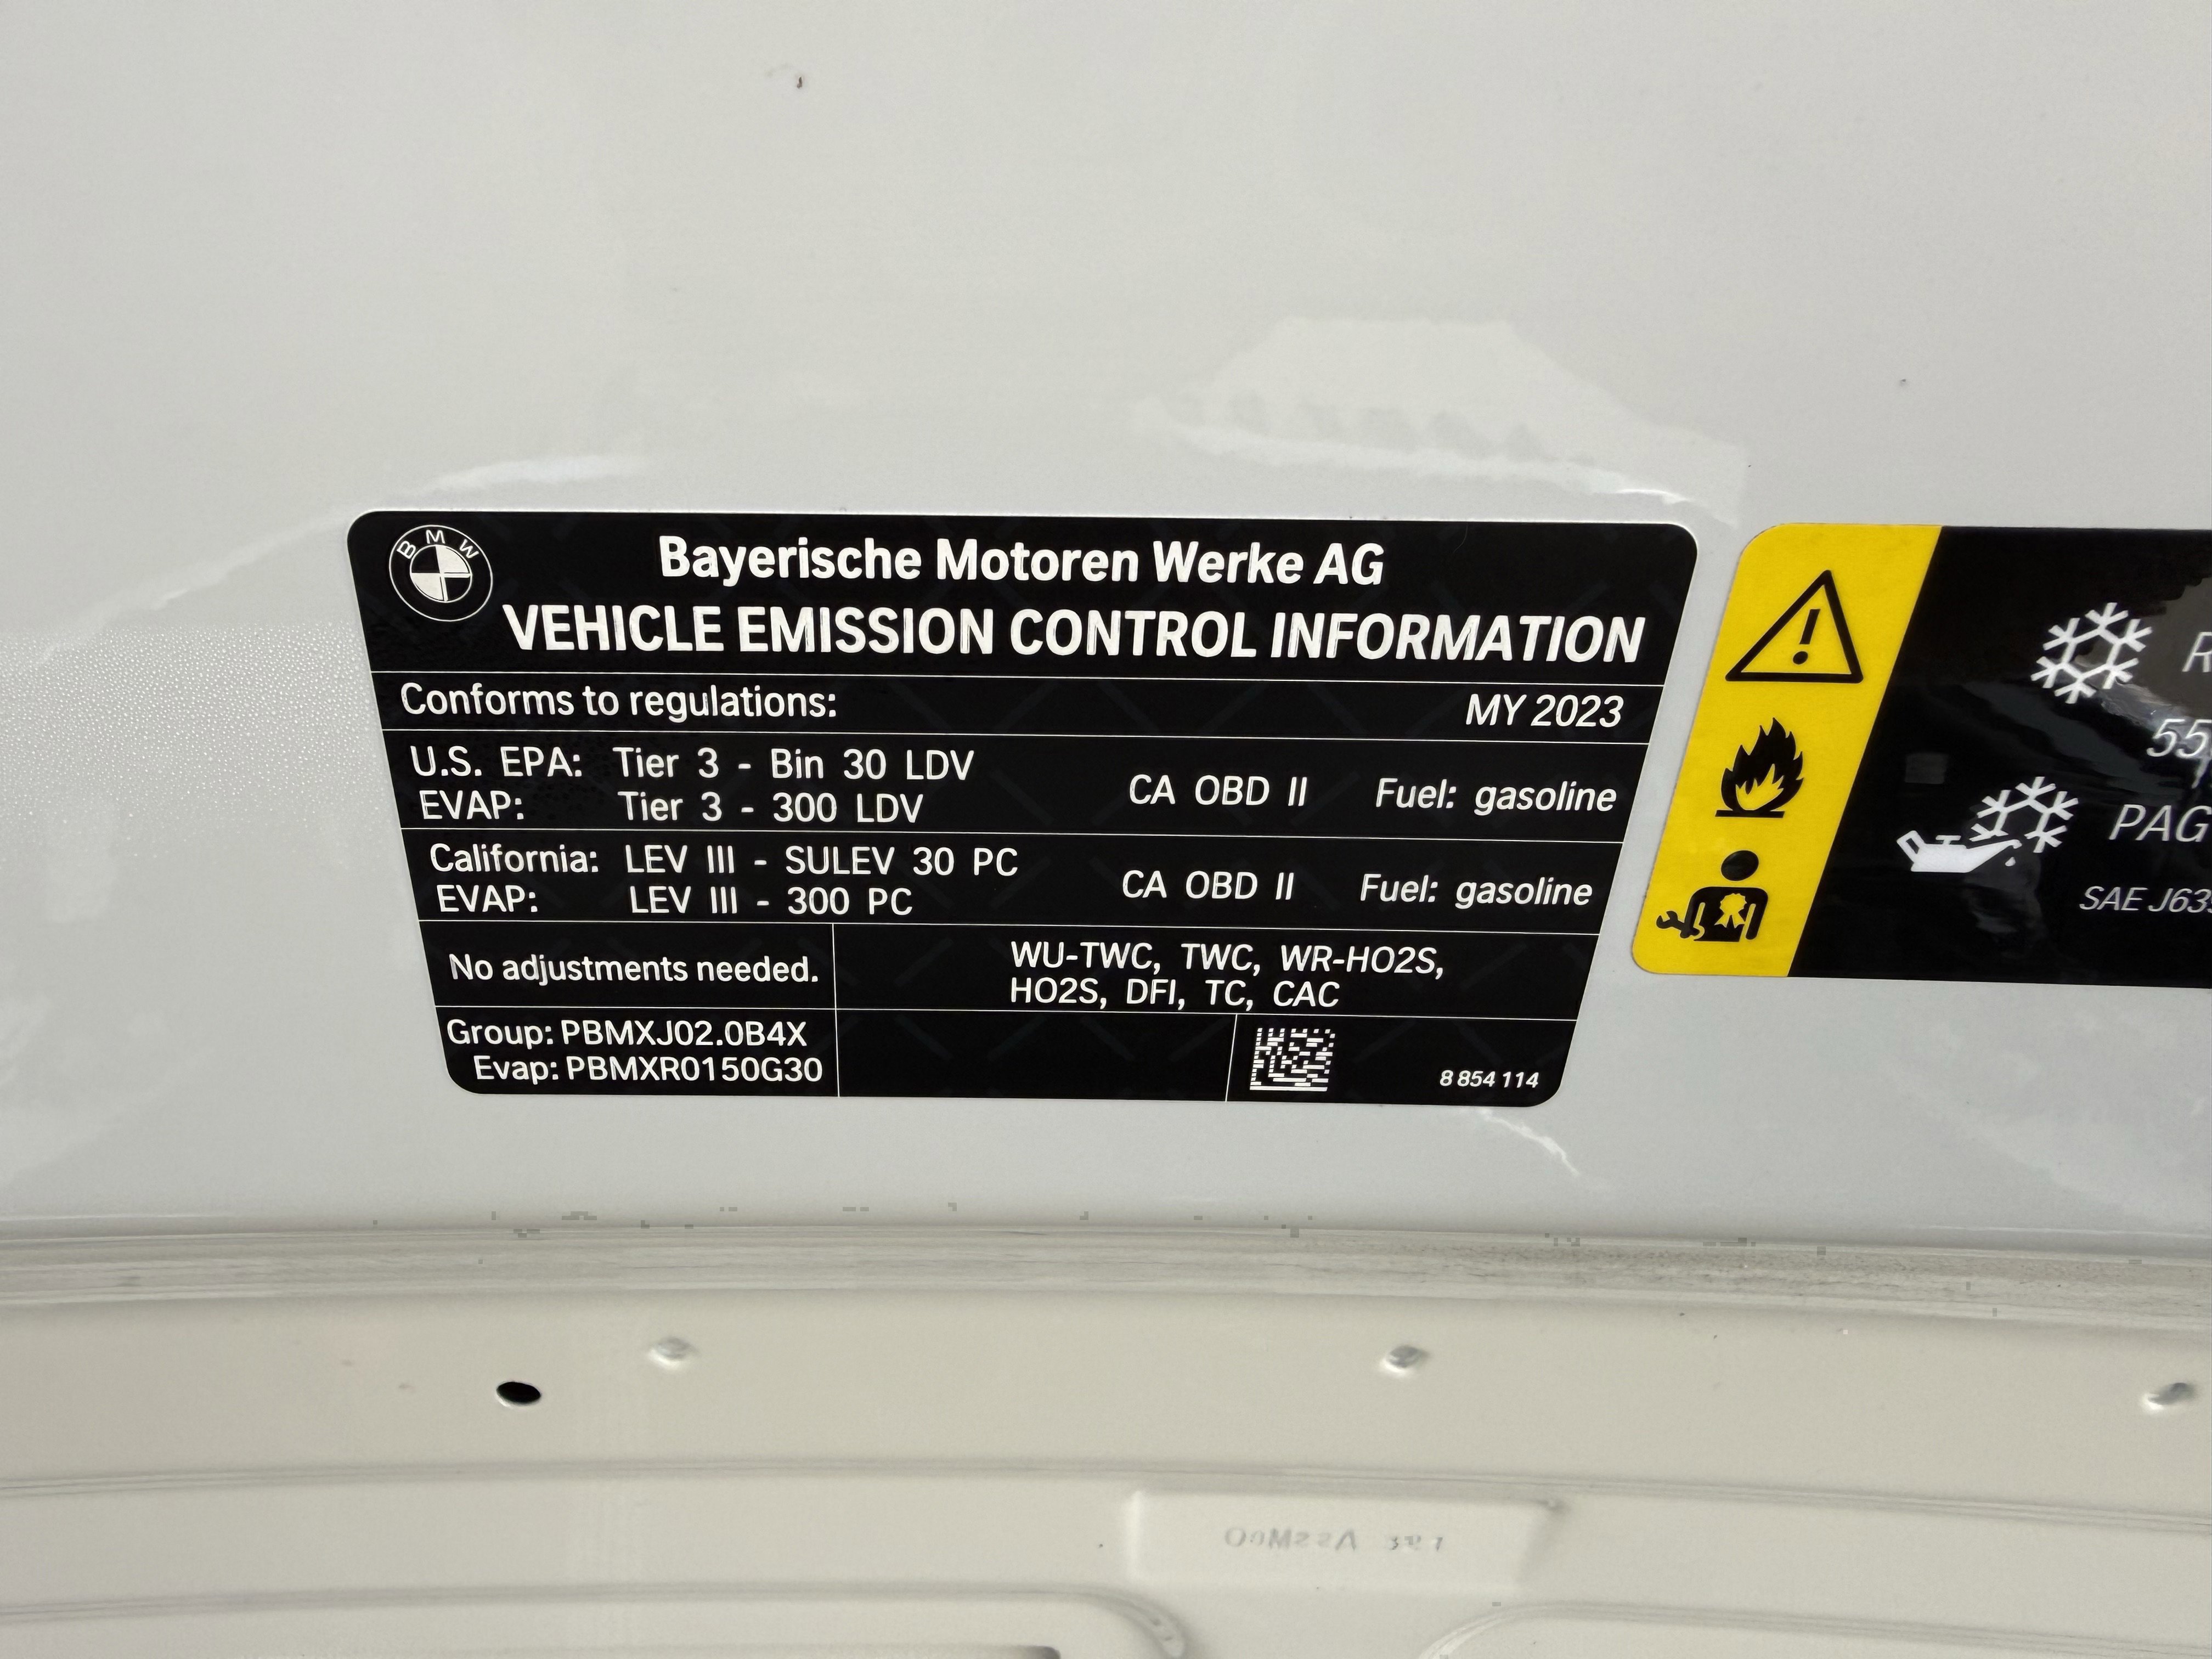 BMW
Bayerische Motoren Werke AG
VEHICLE EMISSION CONTROL INFORMATION
Conforms to regulations: MY 2023
U.S. EPA: Tier 3 - Bin 30 LDV
EVAP: Tier 3 - 300 LDV
CA OBD II Fuel: gasoline
California: LEV III - SULEV 30 PC
EVAP: LEV III - 300 PC
CA OBD II Fuel: gasoline
No adjustments needed.
WU-TWC, TWC, WR-HO2S,
HO2S, DFI, TC, CAC
Group: PBMXJ02.0B4X
Evap: PBMXR0150G30
8 854 114
R
55
PAG
SAE J63